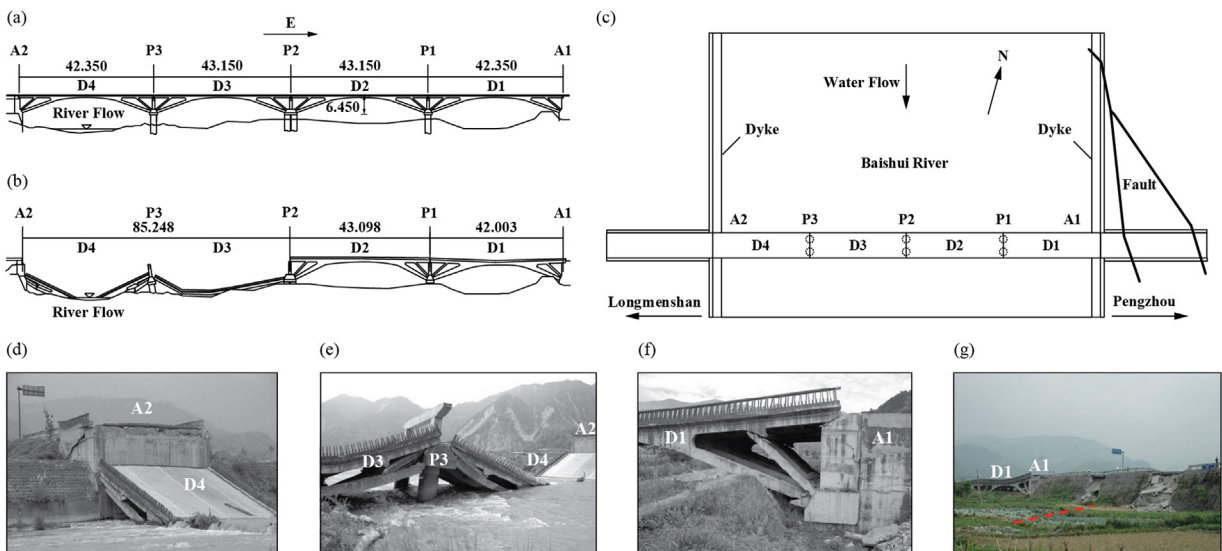 (a)
E
A2 P3 P2 P1 A1
42.350 43.150 43.150 42.350
D4 D3 D2 D1
River Flow
6.450
(b)
A2 P3 P2 P1 A1
85.248 43.098 42.003
D4 D3 D2 D1
River Flow
(c)
Water Flow
N
Dyke
Dyke
Baishui River
Fault
A2 P3 P2 P1 A1
D4 D3 D2 D1
Longmenshan
Pengzhou
(d)
A2
D4
(e)
A2
D3 P3 D4
(f)
D1 A1
(g)
D1 A1